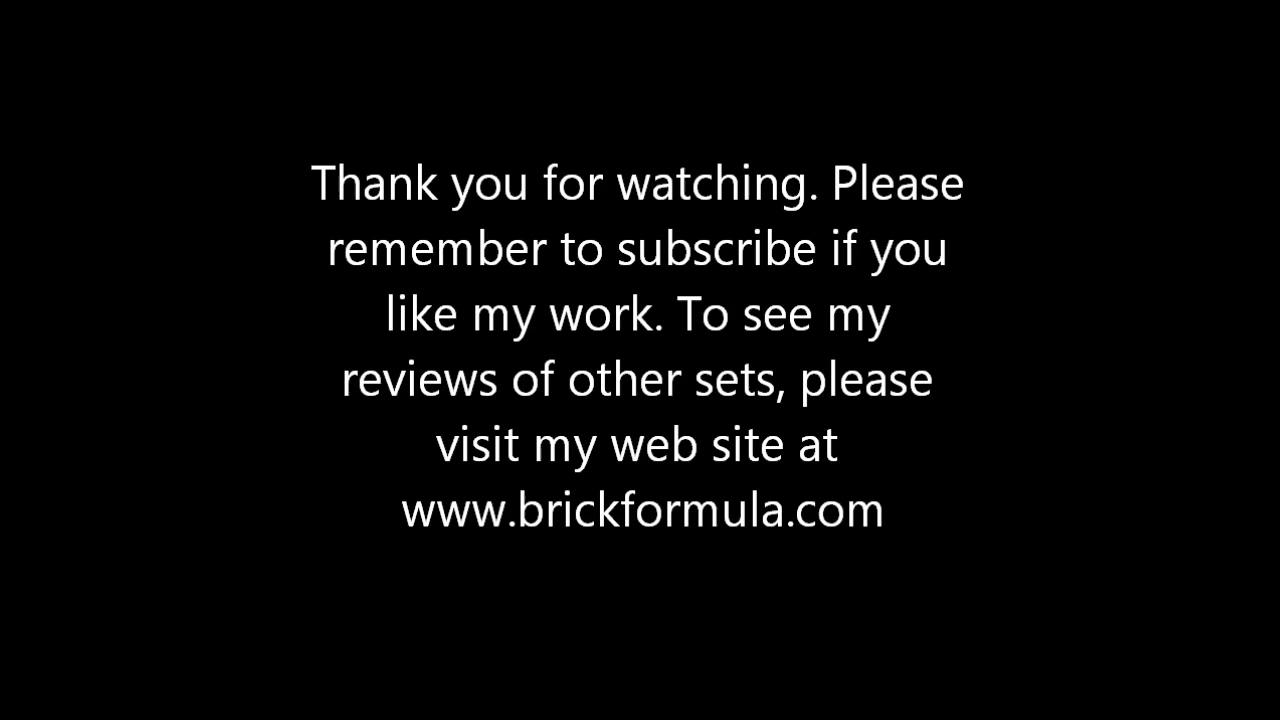 Thank you for watching. Please
remember to subscribe if you
like my work. To see my
reviews of other sets, please
visit my web site at
www.brickformula.com